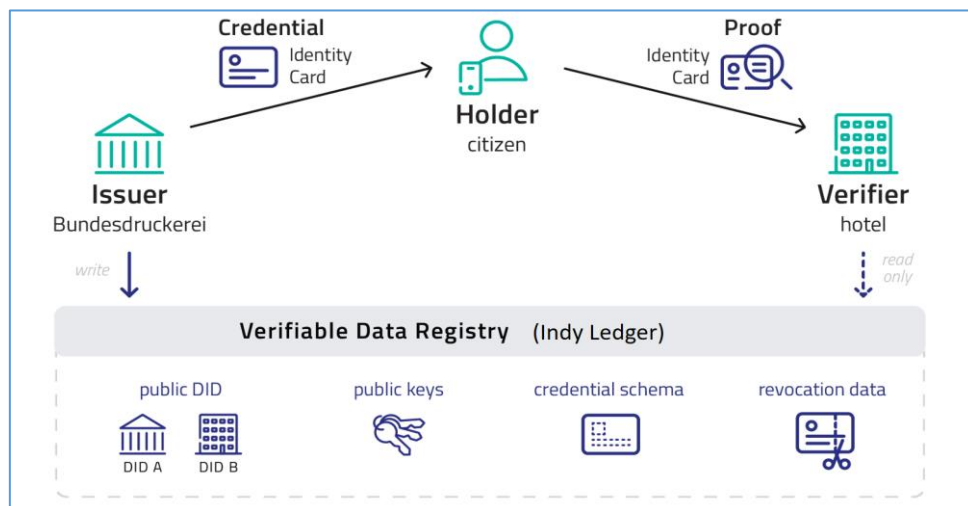 Credential
Identity
Card
Proof
Identity
Card
Holder
citizen
Issuer
Bundesdruckerei
Verifier
hotel
write
read
only
Verifiable Data Registry (Indy Ledger)
public DID
public keys
credential schema
revocation data
DID A
DID B